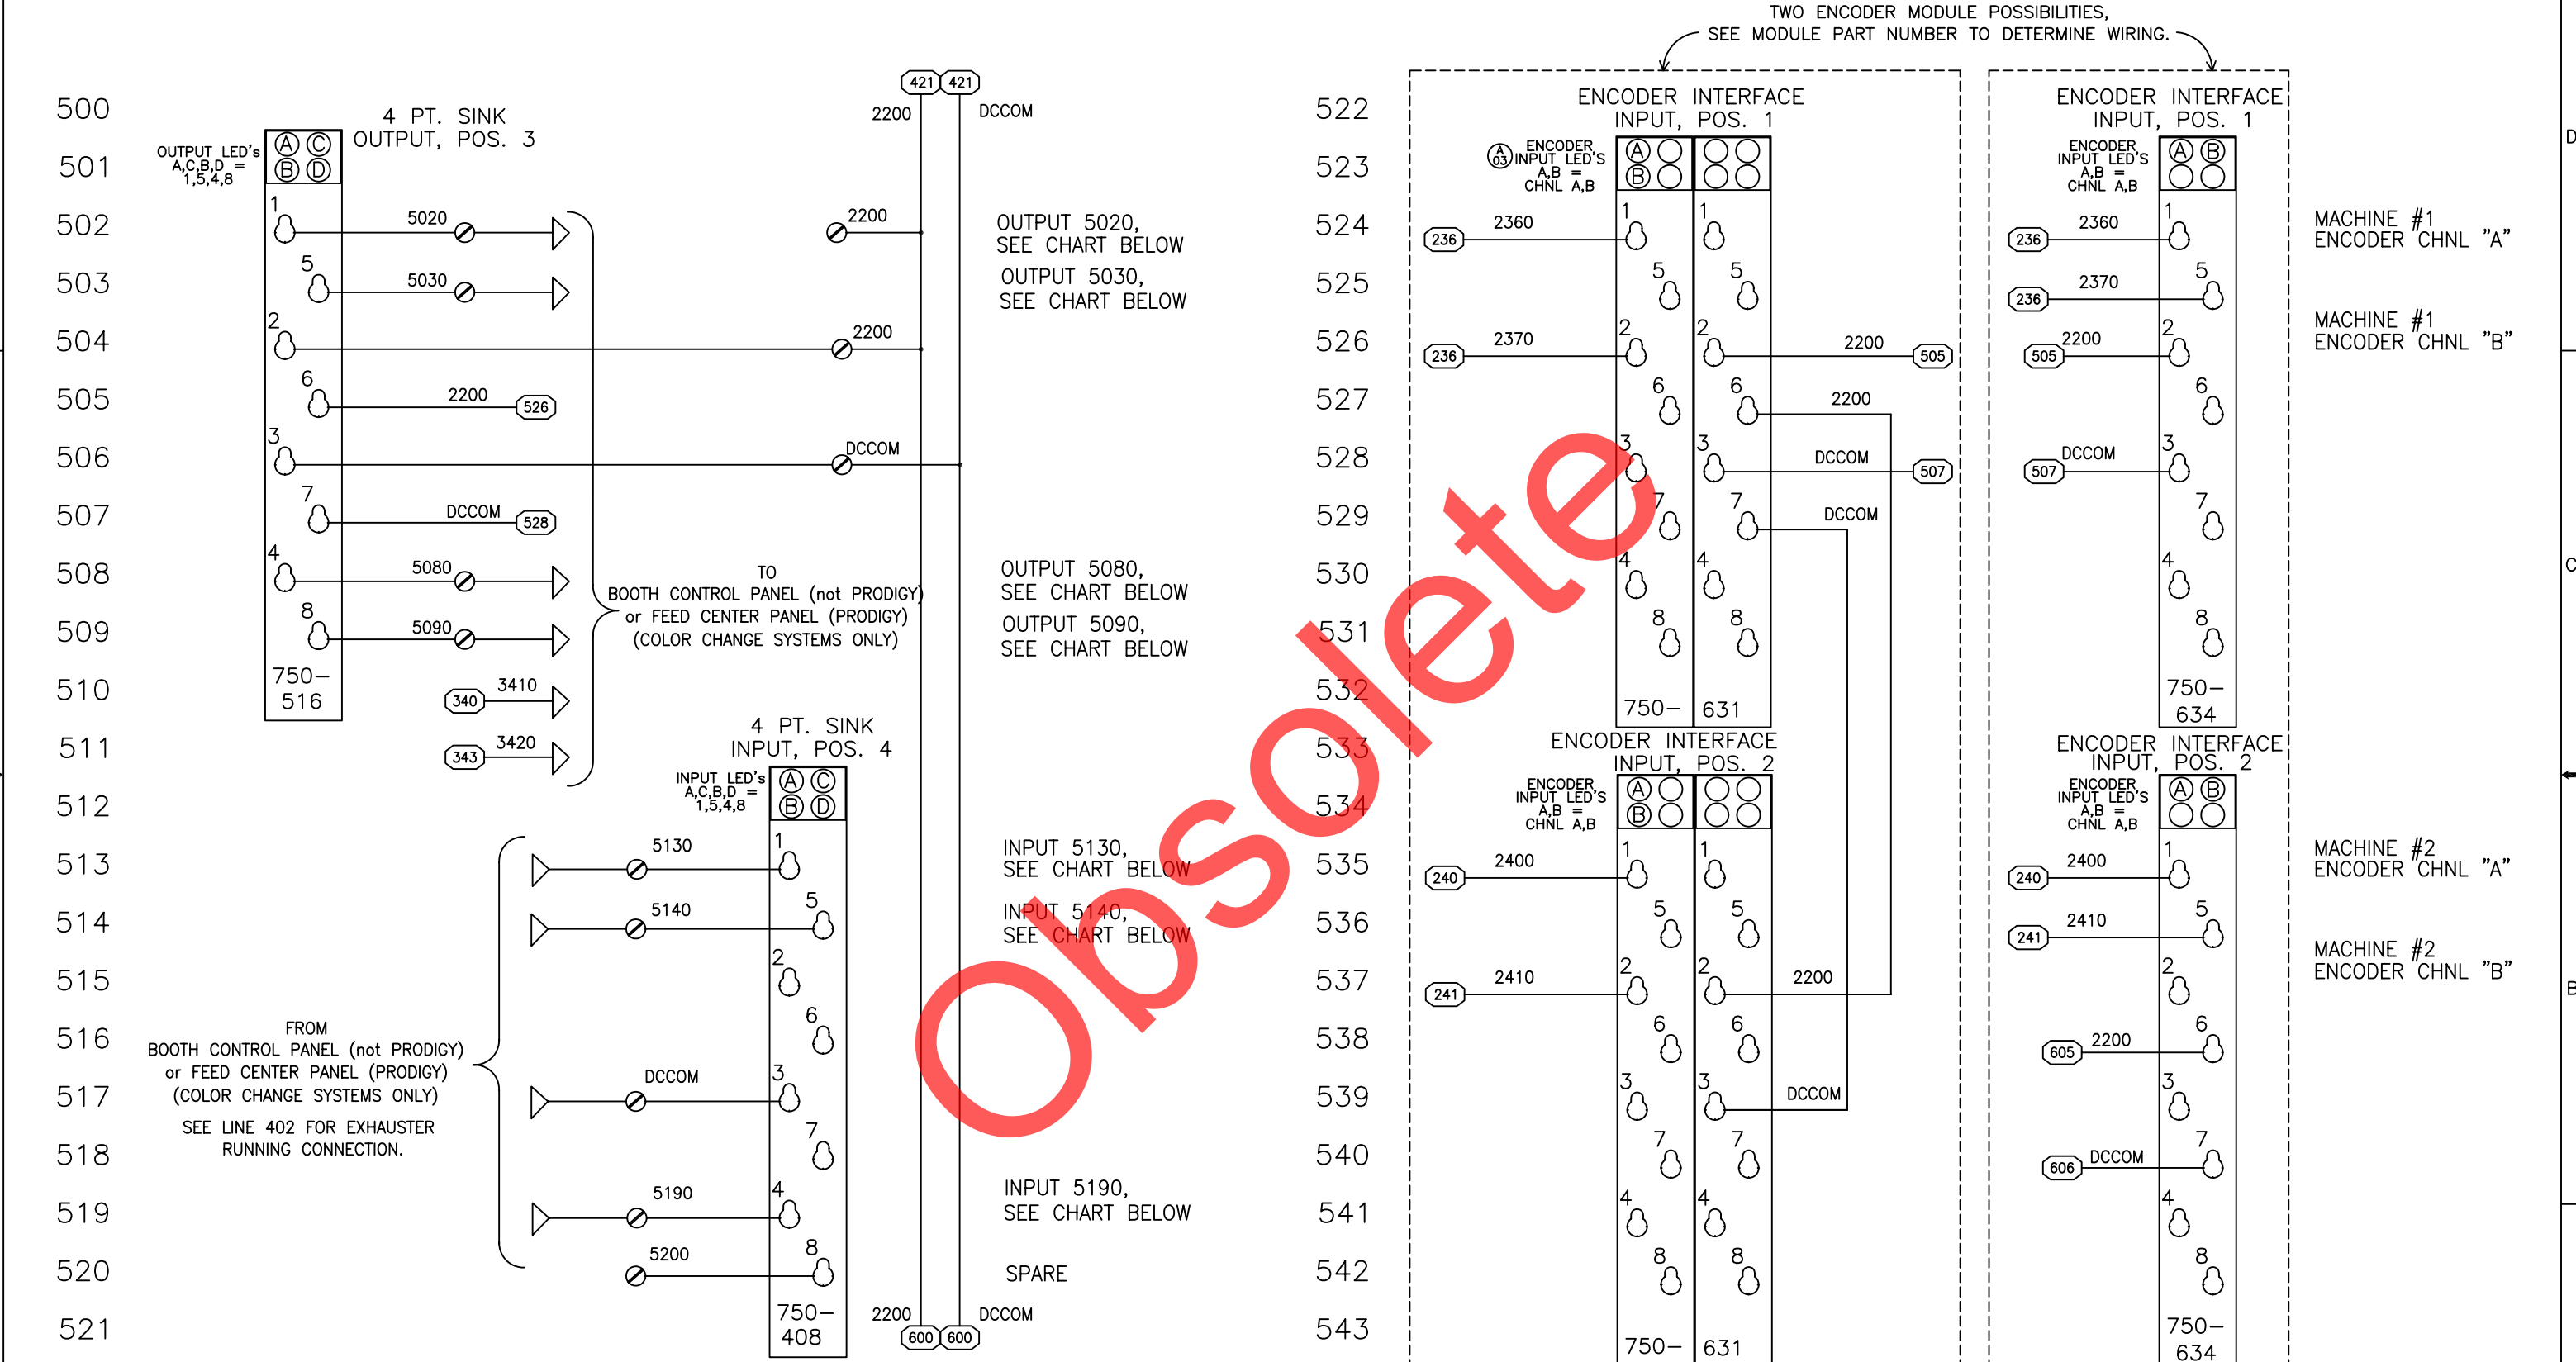 TWO ENCODER MODULE POSSIBILITIES,
SEE MODULE PART NUMBER TO DETERMINE WIRING.
500
501
502
503
504
505
506
507
508
509
510
511
512
513
514
515
516
517
518
519
520
521
4 PT. SINK
OUTPUT, POS. 3
OUTPUT LED's
A,C,B,D =
1,5,4,8
A C
B D
1
5020
5
5030
2
2200
6
2200 526
3
DCCOM
7
DCCOM 528
4
5080
8
5090
750-
516
340 3410
343 3420
TO
BOOTH CONTROL PANEL (not PRODIGY)
or FEED CENTER PANEL (PRODIGY)
(COLOR CHANGE SYSTEMS ONLY)
421 421
2200 DCCOM
2200
OUTPUT 5020,
SEE CHART BELOW
OUTPUT 5030,
SEE CHART BELOW
OUTPUT 5080,
SEE CHART BELOW
OUTPUT 5090,
SEE CHART BELOW
4 PT. SINK
INPUT, POS. 4
INPUT LED's
A,C,B,D =
1,5,4,8
A C
B D
5130 1
5140 5
2
6
DCCOM 3
7
5190 4
5200 8
750-
408
FROM
BOOTH CONTROL PANEL (not PRODIGY)
or FEED CENTER PANEL (PRODIGY)
(COLOR CHANGE SYSTEMS ONLY)
SEE LINE 402 FOR EXHAUSTER
RUNNING CONNECTION.
INPUT 5130,
SEE CHART BELOW
INPUT 5140,
SEE CHART BELOW
INPUT 5190,
SEE CHART BELOW
SPARE
2200 DCCOM
600 600
Obsolete
522
523
524
525
526
527
528
529
530
531
532
533
534
535
536
537
538
539
540
541
542
543
ENCODER INTERFACE
INPUT, POS. 1
A
03
ENCODER
INPUT LED'S
A,B =
CHNL A,B
A
B
236 2360 1 1
5 5
236 2370 2 2 2200 505
6 6 2200
3 3 DCCOM 507
7 7 DCCOM
4 4
8 8
750- 631
ENCODER INTERFACE
INPUT, POS. 2
ENCODER
INPUT LED'S
A,B =
CHNL A,B
A
B
240 2400 1 1
5 5
241 2410 2 2 2200
6 6
3 3 DCCOM
7 7
4 4
8 8
750- 631
ENCODER INTERFACE
INPUT, POS. 1
ENCODER
INPUT LED'S
A,B =
CHNL A,B
A B
236 2360 1
236 2370 5
505 2200 2
6
507 DCCOM 3
7
4
8
750-
634
MACHINE #1
ENCODER CHNL "A"
MACHINE #1
ENCODER CHNL "B"
ENCODER INTERFACE
INPUT, POS. 2
ENCODER
INPUT LED'S
A,B =
CHNL A,B
A B
240 2400 1
241 2410 5
2
605 2200 6
3
606 DCCOM 7
4
8
750-
634
MACHINE #2
ENCODER CHNL "A"
MACHINE #2
ENCODER CHNL "B"
D
C
B